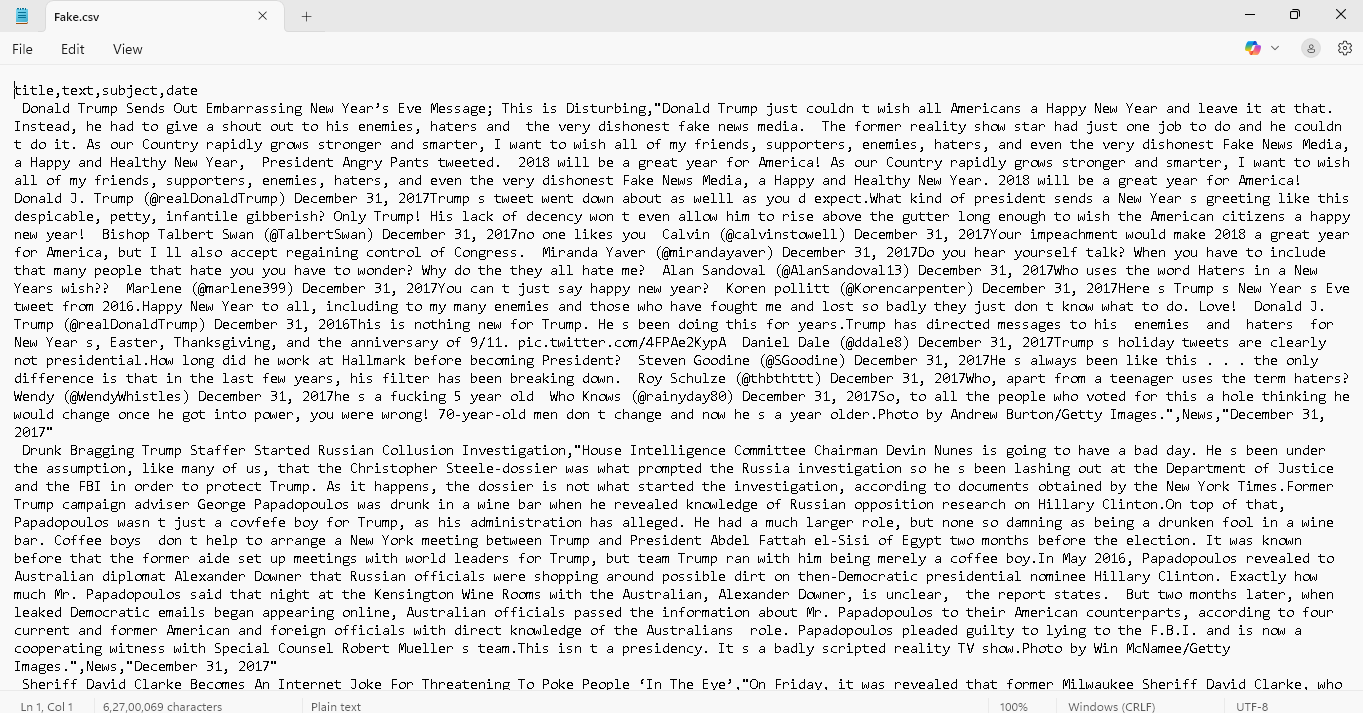 Fake.csv
File Edit View
title,text,subject,date
Donald Trump Sends Out Embarrassing New Year’s Eve Message; This is Disturbing,"Donald Trump just couldn t wish all Americans a Happy New Year and leave it at that.
Instead, he had to give a shout out to his enemies, haters and  the very dishonest fake news media.  The former reality show star had just one job to do and he couldn
t do it. As our Country rapidly grows stronger and smarter, I want to wish all of my friends, supporters, enemies, haters, and even the very dishonest Fake News Media,
a Happy and Healthy New Year,  President Angry Pants tweeted.  2018 will be a great year for America! As our Country rapidly grows stronger and smarter, I want to wish
all of my friends, supporters, enemies, haters, and even the very dishonest Fake News Media, a Happy and Healthy New Year. 2018 will be a great year for America!
Donald J. Trump (@realDonaldTrump) December 31, 2017Trump s tweet went down about as welll as you d expect.What kind of president sends a New Year s greeting like this
despicable, petty, infantile gibberish? Only Trump! His lack of decency won t even allow him to rise above the gutter long enough to wish the American citizens a happy
new year!  Bishop Talbert Swan (@TalbertSwan) December 31, 2017no one likes you  Calvin (@calvinstowell) December 31, 2017Your impeachment would make 2018 a great year
for America, but I ll also accept regaining control of Congress.  Miranda Yaver (@mirandayaver) December 31, 2017Do you hear yourself talk? When you have to include
that many people that hate you you have to wonder? Why do the they all hate me?  Alan Sandoval (@AlanSandoval13) December 31, 2017Who uses the word Haters in a New
Years wish??  Marlene (@marlene399) December 31, 2017You can t just say happy new year?  Koren pollitt (@Korencarpenter) December 31, 2017Here s Trump s New Year s Eve
tweet from 2016.Happy New Year to all, including to my many enemies and those who have fought me and lost so badly they just don t know what to do. Love!  Donald J.
Trump (@realDonaldTrump) December 31, 2016This is nothing new for Trump. He s been doing this for years.Trump has directed messages to his  enemies  and  haters  for
New Year s, Easter, Thanksgiving, and the anniversary of 9/11. pic.twitter.com/4FPAe2KypA  Daniel Dale (@ddale8) December 31, 2017Trump s holiday tweets are clearly
not presidential.How long did he work at Hallmark before becoming President?  Steven Goodine (@SGoodine) December 31, 2017He s always been like this . . . the only
difference is that in the last few years, his filter has been breaking down.  Roy Schulze (@thbthttt) December 31, 2017Who, apart from a teenager uses the term haters?
Wendy (@WendyWhistles) December 31, 2017he s a fucking 5 year old  Who Knows (@rainyday80) December 31, 2017So, to all the people who voted for this a hole thinking he
would change once he got into power, you were wrong! 70-year-old men don t change and now he s a year older.Photo by Andrew Burton/Getty Images.",News,"December 31,
2017"
Drunk Bragging Trump Staffer Started Russian Collusion Investigation,"House Intelligence Committee Chairman Devin Nunes is going to have a bad day. He s been under
the assumption, like many of us, that the Christopher Steele-dossier was what prompted the Russia investigation so he s been lashing out at the Department of Justice
and the FBI in order to protect Trump. As it happens, the dossier is not what started the investigation, according to documents obtained by the New York Times.Former
Trump campaign adviser George Papadopoulos was drunk in a wine bar when he revealed knowledge of Russian opposition research on Hillary Clinton.On top of that,
Papadopoulos wasn t just a covfefe boy for Trump, as his administration has alleged. He had a much larger role, but none so damning as being a drunken fool in a wine
bar. Coffee boys  don t help to arrange a New York meeting between Trump and President Abdel Fattah el-Sisi of Egypt two months before the election. It was known
before that the former aide set up meetings with world leaders for Trump, but team Trump ran with him being merely a coffee boy.In May 2016, Papadopoulos revealed to
Australian diplomat Alexander Downer that Russian officials were shopping around possible dirt on then-Democratic presidential nominee Hillary Clinton. Exactly how
much Mr. Papadopoulos said that night at the Kensington Wine Rooms with the Australian, Alexander Downer, is unclear,  the report states.  But two months later, when
leaked Democratic emails began appearing online, Australian officials passed the information about Mr. Papadopoulos to their American counterparts, according to four
current and former American and foreign officials with direct knowledge of the Australians  role. Papadopoulos pleaded guilty to lying to the F.B.I. and is now a
cooperating witness with Special Counsel Robert Mueller s team.This isn t a presidency. It s a badly scripted reality TV show.Photo by Win McNamee/Getty
Images.",News,"December 31, 2017"
Sheriff David Clarke Becomes An Internet Joke For Threatening To Poke People ‘In The Eye’,"On Friday, it was revealed that former Milwaukee Sheriff David Clarke, who
Ln 1, Col 1 6,27,00,069 characters Plain text 100% Windows (CRLF) UTF-8